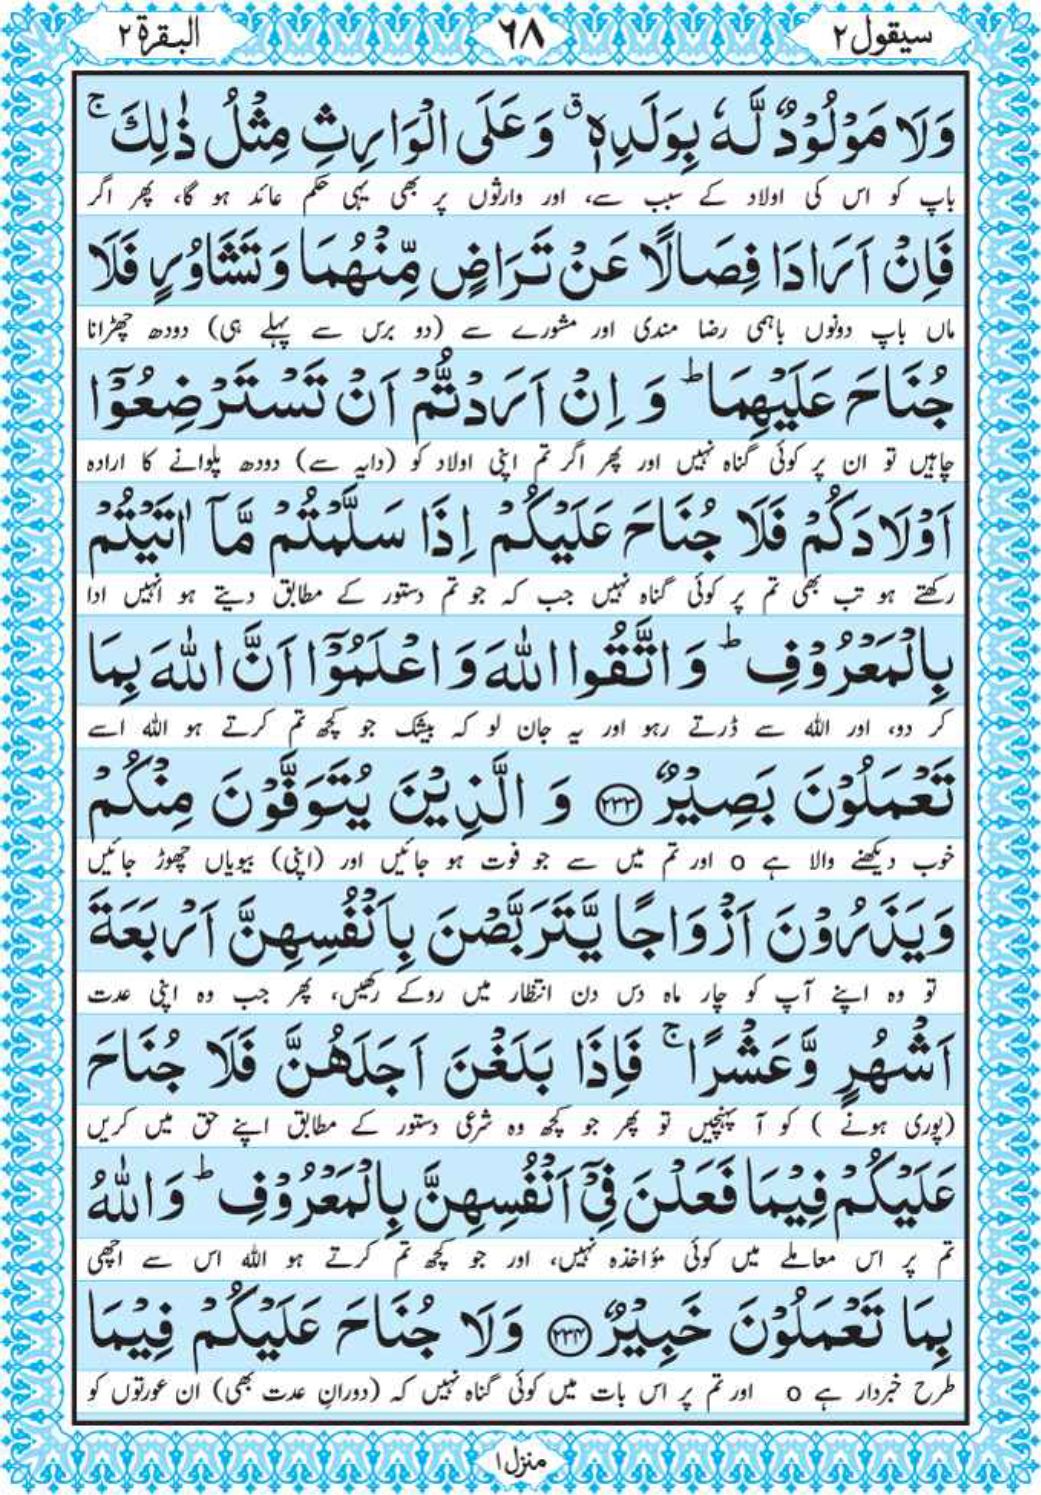 سیقول ۲
۶۸
البقرة ۲
وَلَا مَوْلُوْدٌ لَّهٗ بِوَلَدِهٖ ۗ وَعَلَى الْوَارِثِ مِثْلُ ذٰلِكَ ۚ
باپ کو اس کی اولاد کے سبب سے، اور وارثوں پر بھی یہی حکم عائد ہو گا، پھر اگر
فَاِنْ اَرَادَا فِصَالًا عَنْ تَرَاضٍ مِّنْهُمَا وَتَشَاوُرٍ فَلَا
ماں باپ دونوں باہمی رضا مندی اور مشورے سے (دو برس سے پہلے ہی) دودھ چھڑانا
جُنَاحَ عَلَيْهِمَا ؕ وَ اِنْ اَرَدْتُّمْ اَنْ تَسْتَرْضِعُوْۤا
چاہیں تو ان پر کوئی گناہ نہیں اور پھر اگر تم اپنی اولاد کو (دایہ سے) دودھ پلوانے کا ارادہ
اَوْلَادَكُمْ فَلَا جُنَاحَ عَلَيْكُمْ اِذَا سَلَّمْتُمْ مَّاۤ اٰتَيْتُمْ
رکھتے ہو تب بھی تم پر کوئی گناہ نہیں جب کہ جو تم دستور کے مطابق دیتے ہو انہیں ادا
بِالْمَعْرُوْفِ ؕ وَ اتَّقُوا اللّٰهَ وَ اعْلَمُوْۤا اَنَّ اللّٰهَ بِمَا
کر دو، اور اللہ سے ڈرتے رہو اور یہ جان لو کہ بیشک جو کچھ تم کرتے ہو اللہ اسے
تَعْمَلُوْنَ بَصِيْرٌ ﴿۲۳۳﴾ وَ الَّذِيْنَ يُتَوَفَّوْنَ مِنْكُمْ
خوب دیکھنے والا ہے o اور تم میں سے جو فوت ہو جائیں اور (اپنی) بیویاں چھوڑ جائیں
وَيَذَرُوْنَ اَزْوَاجًا يَّتَرَبَّصْنَ بِاَنْفُسِهِنَّ اَرْبَعَةَ
تو وہ اپنے آپ کو چار ماہ دس دن انتظار میں روکے رکھیں، پھر جب وہ اپنی عدت
اَشْهُرٍ وَّعَشْرًا ۚ فَاِذَا بَلَغْنَ اَجَلَهُنَّ فَلَا جُنَاحَ
(پوری ہونے ) کو آ پہنچیں تو پھر جو کچھ وہ شرعی دستور کے مطابق اپنے حق میں کریں
عَلَيْكُمْ فِيْمَا فَعَلْنَ فِيْۤ اَنْفُسِهِنَّ بِالْمَعْرُوْفِ ؕ وَ اللّٰهُ
تم پر اس معاملے میں کوئی مؤاخذہ نہیں، اور جو کچھ تم کرتے ہو اللہ اس سے اچھی
بِمَا تَعْمَلُوْنَ خَبِيْرٌ ﴿۲۳۴﴾ وَلَا جُنَاحَ عَلَيْكُمْ فِيْمَا
طرح خبردار ہے o اور تم پر اس بات میں کوئی گناہ نہیں کہ (دورانِ عدت بھی) ان عورتوں کو
منزل ۱